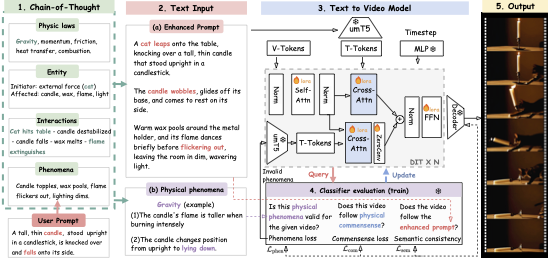 1. Chain-of-Thought
Physic laws
Gravity, momentum, friction,
heat transfer, combustion.
Entity
Initiator: external force (cat)
Affected: candle, wax, flame, light
Interactions
Cat hits table - candle destabilized
- candle falls - wax melts - flame
extinguishes
Phenomena
Candle topples, wax pools, flame
flickers out, lighting dims.
User Prompt
A tall, thin candle, stood upright
in a candlestick, is knocked over
and falls onto its side.
2. Text Input
(a) Enhanced Prompt
A cat leaps onto the table,
knocking over a tall, thin candle
that stood upright in a
candlestick.
The candle wobbles, glides off its
base, and comes to rest on its
side.
Warm wax pools around the metal
holder, and its flame dances
briefly before flickering out,
leaving the room in dim, wavering
light.
(b) Physical phenomena
Gravity (example)
(1)The candle's flame is taller when
burning intensely
(2)The candle changes position
from upright to lying down.
3. Text to Video Model
umT5
Timestep
V-Tokens
T-Tokens
MLP
Norm
lora
Self-
Attn
Norm
lora
Cross-
Attn
Norm
lora
FFN
Decoder
umT5
T-Tokens
lora
Cross-
Attn
ZeroConv
DIT X N
Invalid
phenomena
Query
Update
4. Classifier evaluation (train)
Is this physical
phenomena valid for
the given video?
Did this video
follow physical
commonsense?
Does the video
follow the
enhanced prompt?
Phenomena loss
Commonsense loss
Semantic consistency
L phen
L com
L sem
5. Output